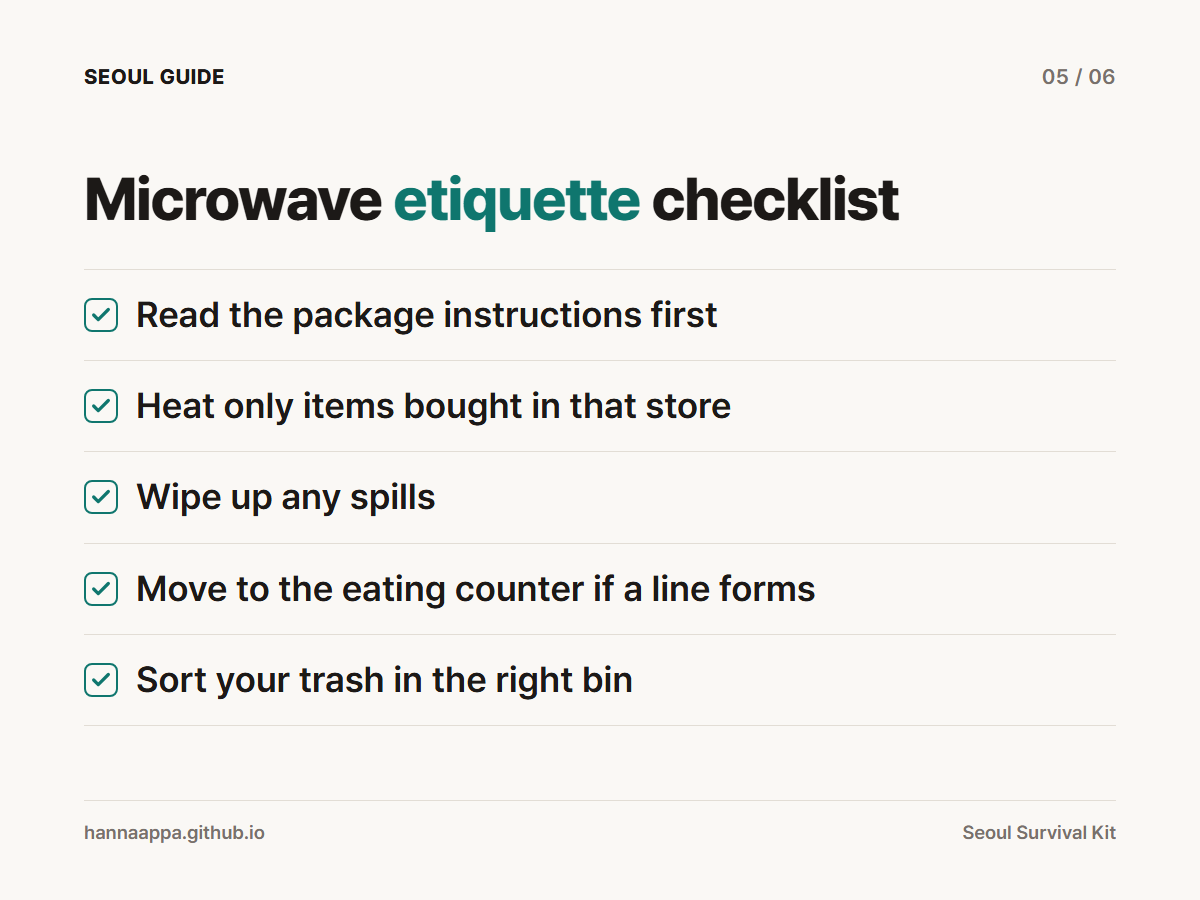 SEOUL GUIDE
05 / 06
Microwave etiquette checklist
Read the package instructions first
Heat only items bought in that store
Wipe up any spills
Move to the eating counter if a line forms
Sort your trash in the right bin
hannaappa.github.io
Seoul Survival Kit